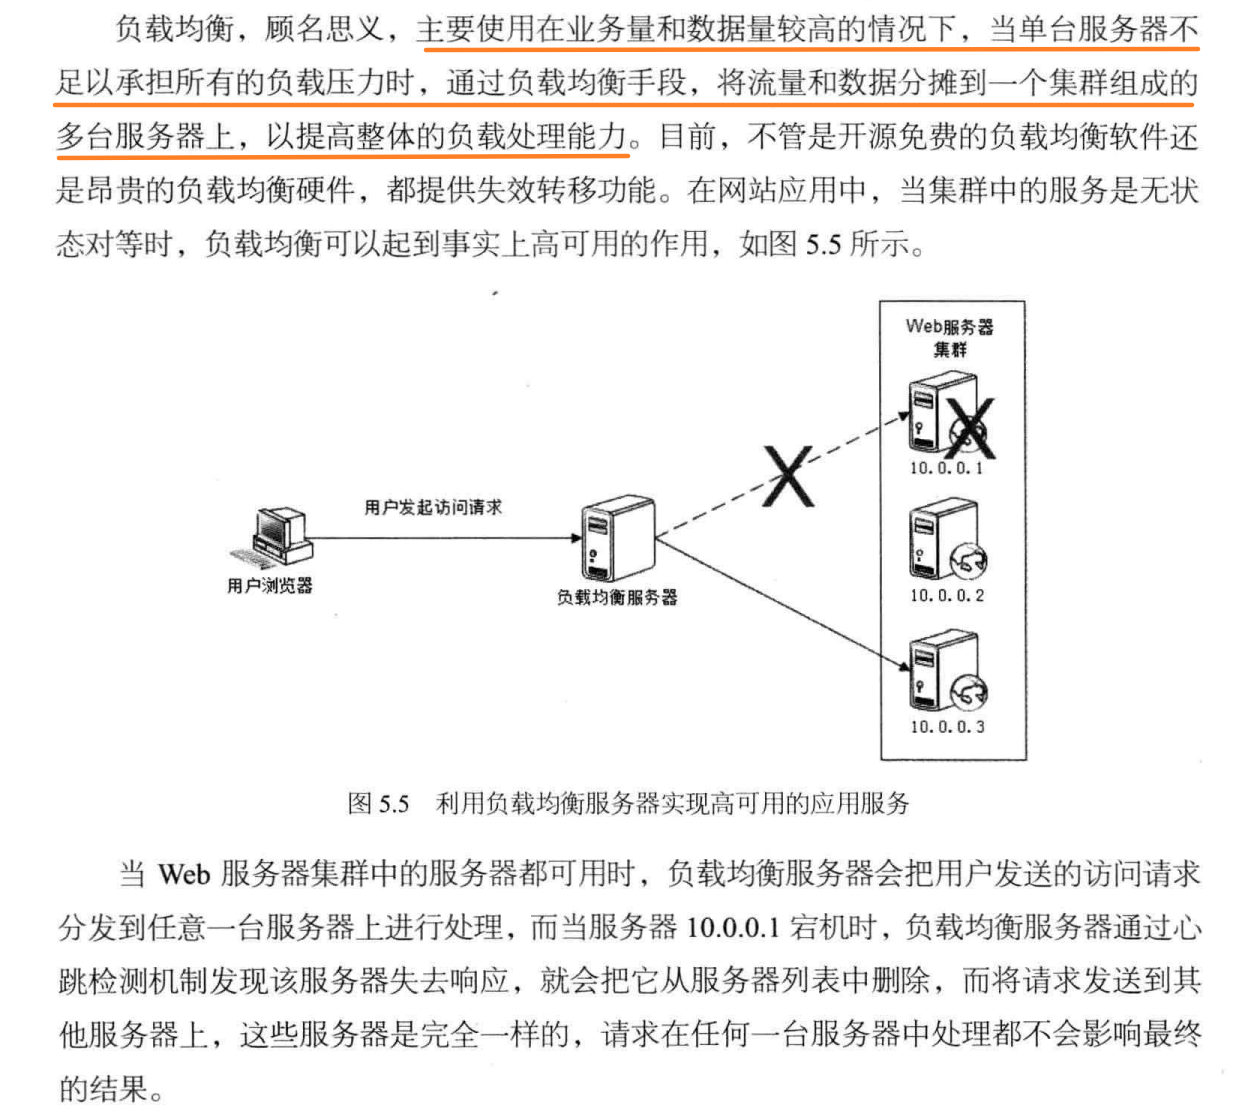 负载均衡，顾名思义，主要使用在业务量和数据量较高的情况下，当单台服务器不
足以承担所有的负载压力时，通过负载均衡手段，将流量和数据分摊到一个集群组成的
多台服务器上，以提高整体的负载处理能力。目前，不管是开源免费的负载均衡软件还
是昂贵的负载均衡硬件，都提供失效转移功能。在网站应用中，当集群中的服务是无状
态对等时，负载均衡可以起到事实上高可用的作用，如图 5.5 所示。
Web服务器
集群
10.0.0.1
用户发起访问请求
用户浏览器
负载均衡服务器
10.0.0.2
10.0.0.3
图 5.5 利用负载均衡服务器实现高可用的应用服务
当 Web 服务器集群中的服务器都可用时，负载均衡服务器会把用户发送的访问请求
分发到任意一台服务器上进行处理，而当服务器 10.0.0.1 宕机时，负载均衡服务器通过心
跳检测机制发现该服务器失去响应，就会把它从服务器列表中删除，而将请求发送到其
他服务器上，这些服务器是完全一样的，请求在任何一台服务器中处理都不会影响最终
的结果。